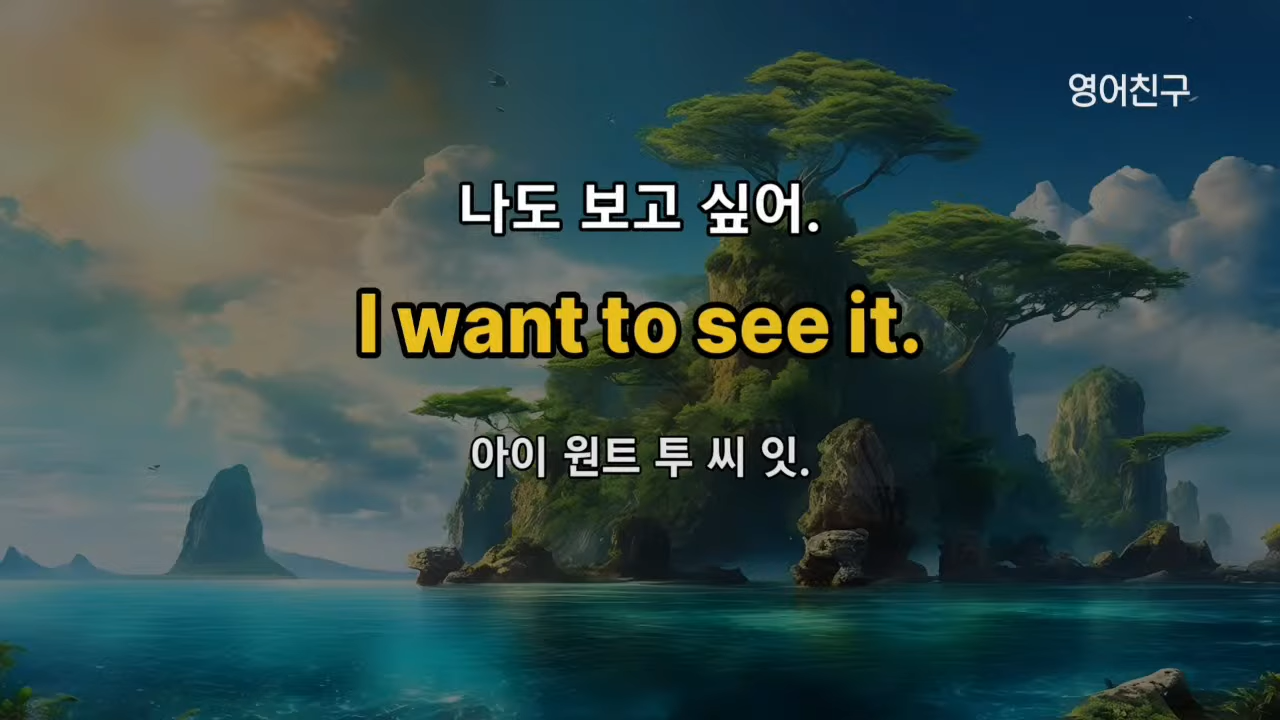 영어친구
나도 보고 싶어.
I want to see it.
아이 원트 투 씨 잇.